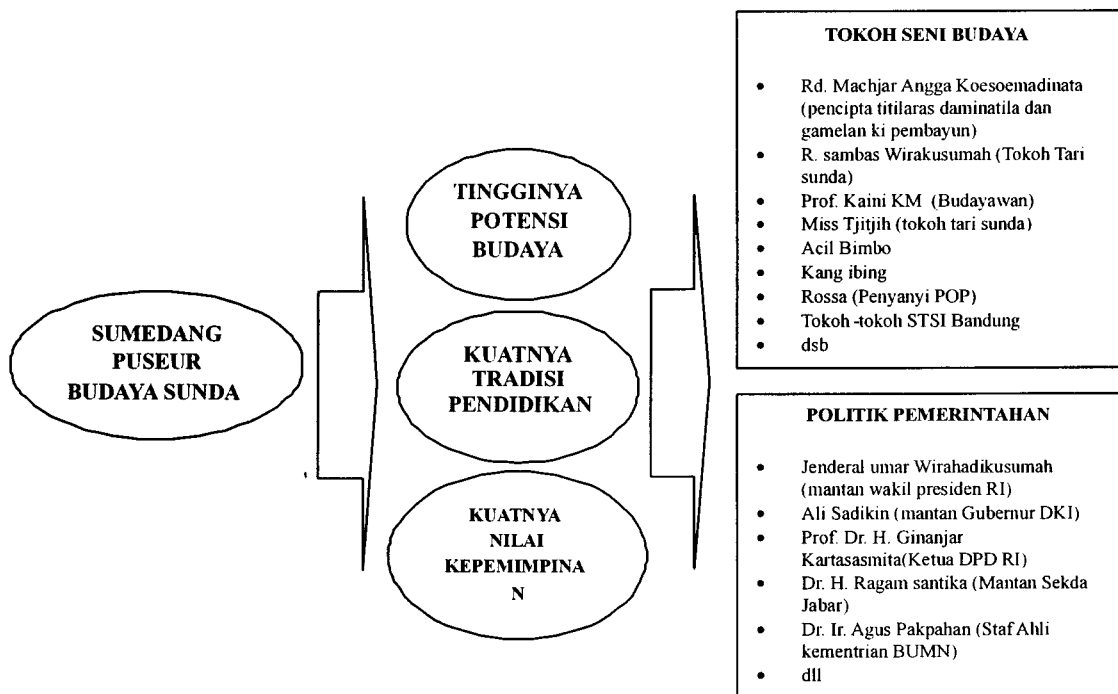 SUMEDANG
PUSEUR
BUDAYA SUNDA
TINGGINYA
POTENSI
BUDAYA
KUATNYA
TRADISI
PENDIDIKAN
KUATNYA
NILAI
KEPEMIMPINA
N
TOKOH SENI BUDAYA
• Rd. Machjar Angga Koesoemadinata
(pencipta titilaras daminatila dan
gamelan ki pembayun)
• R. sambas Wirakusumah (Tokoh Tari
sunda)
• Prof. Kaini KM (Budayawan)
• Miss Tjitjih (tokoh tari sunda)
• Acil Bimbo
• Kang ibing
• Rossa (Penyanyi POP)
• Tokoh -tokoh STSI Bandung
• dsb
POLITIK PEMERINTAHAN
• Jenderal umar Wirahadikusumah
(mantan wakil presiden RI)
• Ali Sadikin (mantan Gubernur DKI)
• Prof. Dr. H. Ginanjar
Kartasasmita(Ketua DPD RI)
• Dr. H. Ragam santika (Mantan Sekda
Jabar)
• Dr. Ir. Agus Pakpahan (Staf Ahli
kementrian BUMN)
• dll